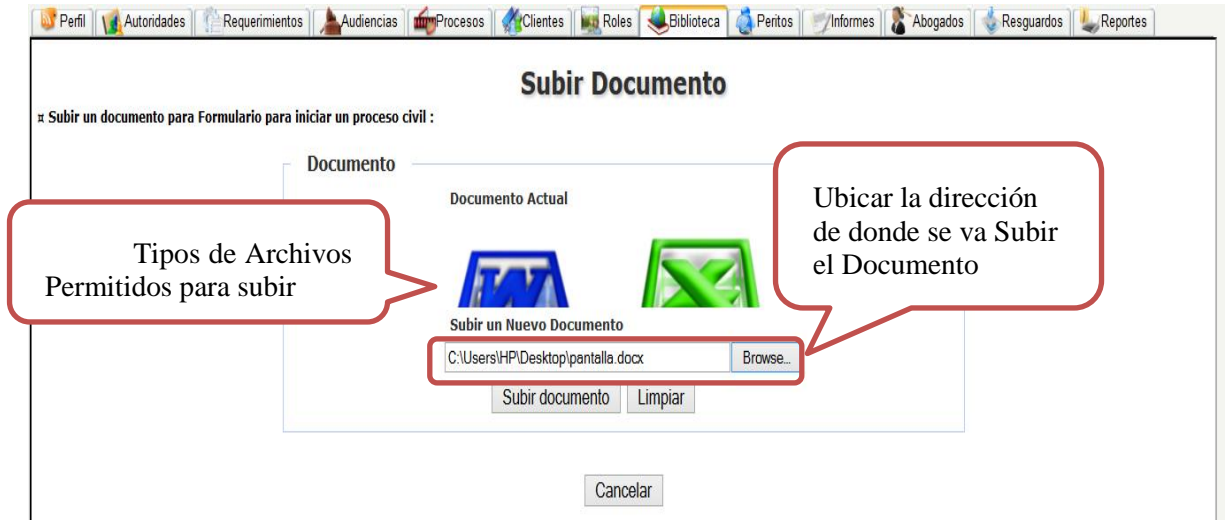 Perfil Autoridades Requerimientos Audiencias Procesos Clientes Roles Biblioteca Peritos Informes Abogados Resguardos Reportes
Subir Documento
¤ Subir un documento para Formulario para iniciar un proceso civil :
Documento
Documento Actual
Tipos de Archivos
Permitidos para subir
Ubicar la dirección
de donde se va Subir
el Documento
W X
Subir un Nuevo Documento
C:\Users\HP\Desktop\pantalla.docx Browse...
Subir documento Limpiar
Cancelar